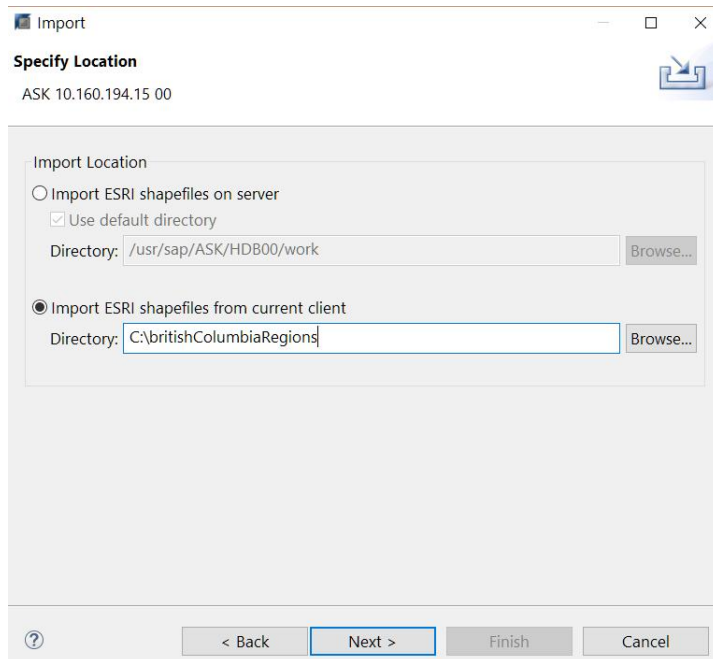 Import
Specify Location
ASK 10.160.194.15 00
Import Location
Import ESRI shapefiles on server
Use default directory
Directory: /usr/sap/ASK/HDB00/work Browse...
Import ESRI shapefiles from current client
Directory: C:\britishColumbiaRegions Browse...
? < Back Next > Finish Cancel